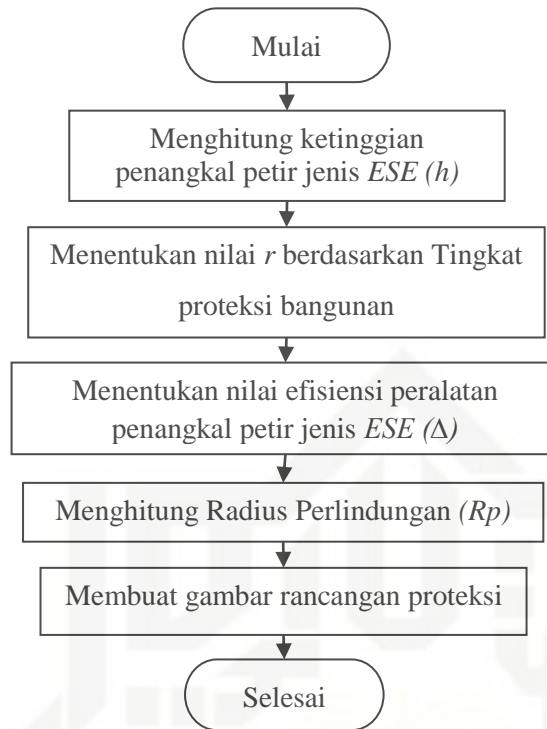 Mulai
Menghitung ketinggian
penangkal petir jenis ESE (h)
Menentukan nilai r berdasarkan Tingkat
proteksi bangunan
Menentukan nilai efisiensi peralatan
penangkal petir jenis ESE (Δ)
Menghitung Radius Perlindungan (Rp)
Membuat gambar rancangan proteksi
Selesai